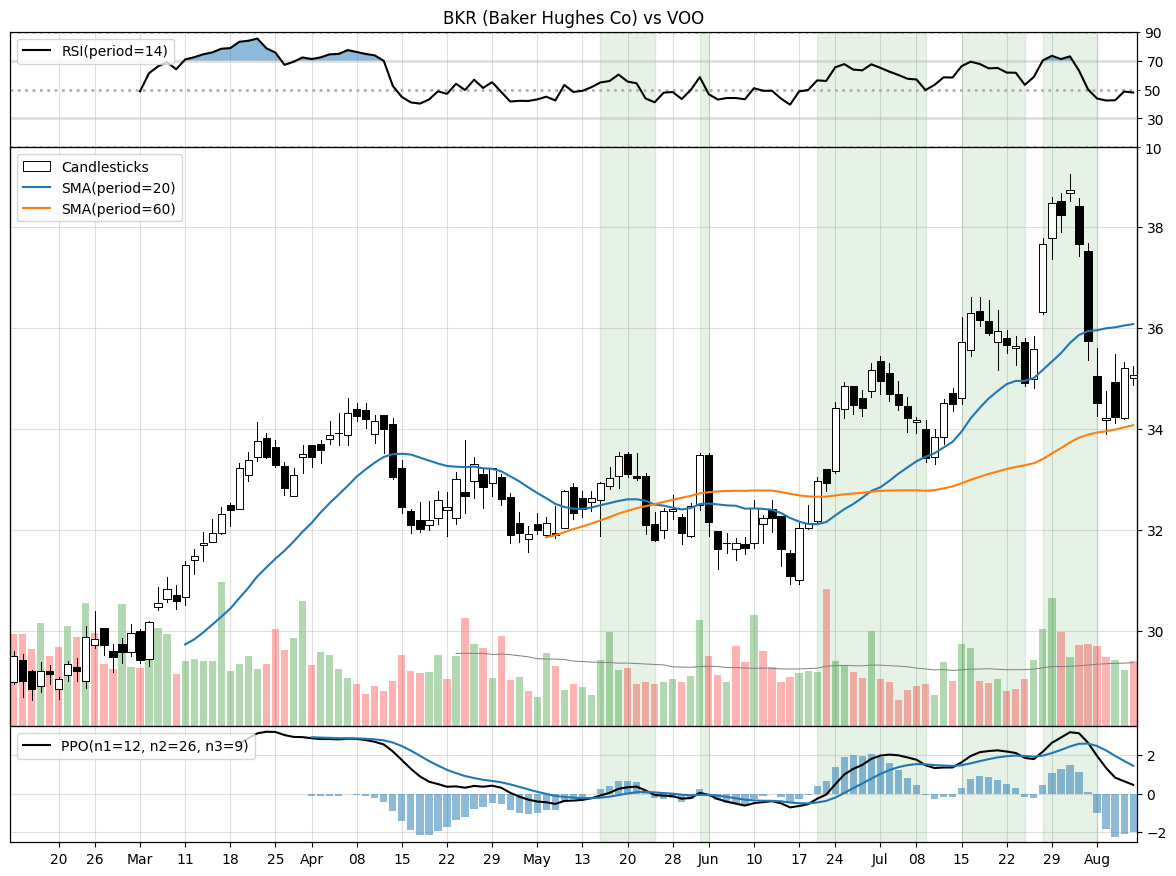 BKR (Baker Hughes Co) vs VOO
RSI(period=14)
90
70
50
30
10
Candlesticks
SMA(period=20)
SMA(period=60)
38
36
34
32
30
PPO(n1=12, n2=26, n3=9)
2
0
−2
20 26 Mar 11 18 25 Apr 08 15 22 29 May 13 20 28 Jun 10 17 24 Jul 08 15 22 29 Aug